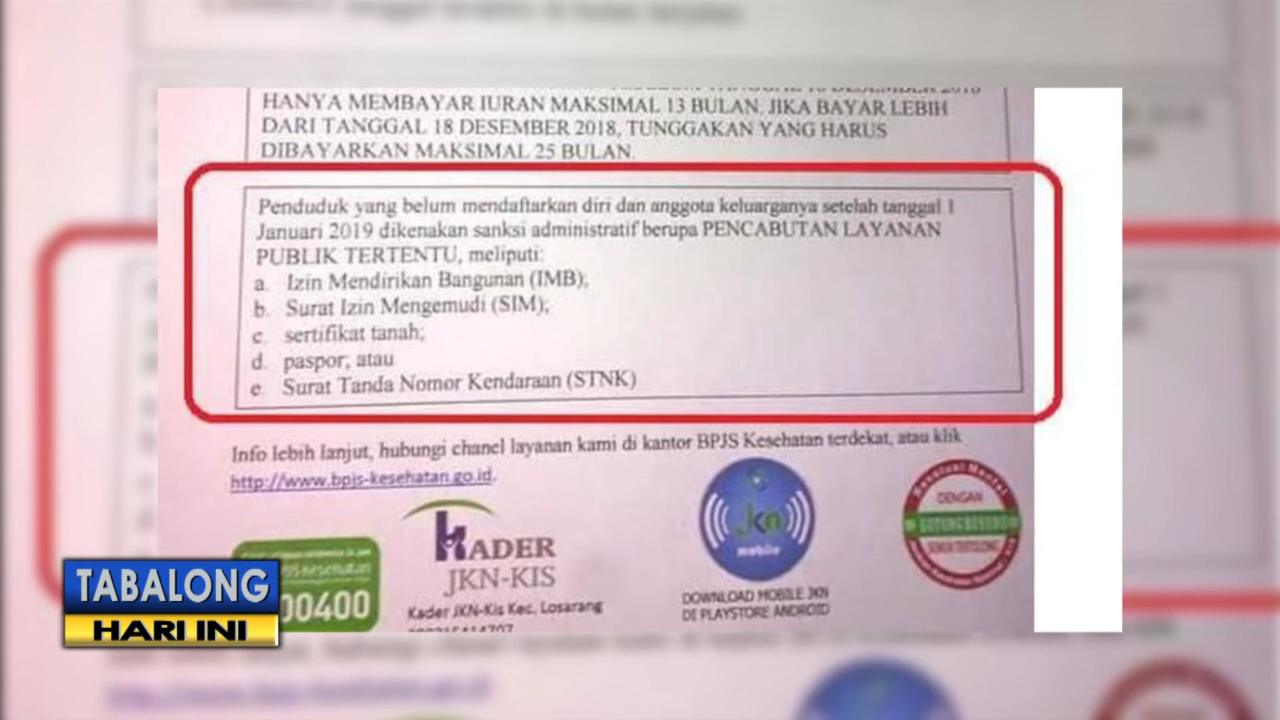 HANYA MEMBAYAR IURAN MAKSIMAL 13 BULAN. JIKA BAYAR LEBIH
DARI TANGGAL 18 DESEMBER 2018, TUNGGAKAN YANG HARUS
DIBAYARKAN MAKSIMAL 25 BULAN.
Penduduk yang belum mendaftarkan diri dan anggota keluarganya setelah tanggal 1
Januari 2019 dikenakan sanksi administratif berupa PENCABUTAN LAYANAN
PUBLIK TERTENTU, meliputi:
a. Izin Mendirikan Bangunan (IMB);
b. Surat Izin Mengemudi (SIM);
c. sertifikat tanah;
d. paspor; atau
e. Surat Tanda Nomor Kendaraan (STNK)
Info lebih lanjut, hubungi chanel layanan kami di kantor BPJS Kesehatan terdekat, atau klik
http://www.bpjs-kesehatan.go.id.
00400
KADER
JKN-KIS
Kader JKN-Kis Kec. Losarang
jkn
mobile
DOWNLOAD MOBILE JKN
DI PLAYSTORE ANDROID
DENGAN
GOTONG ROYONG
SEMUA TERTOLONG
TABALONG
HARI INI